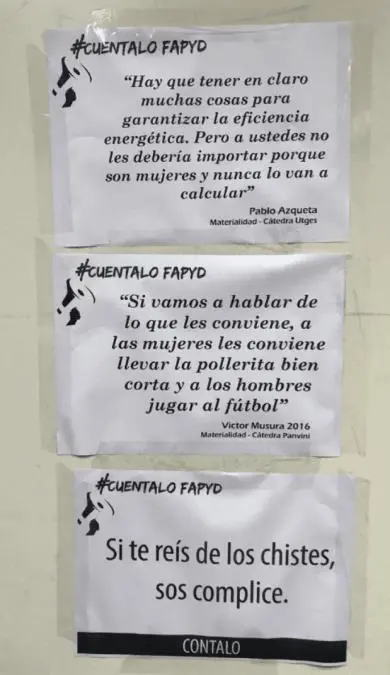 #CUENTALO FAPYD
“Hay que tener en claro
muchas cosas para
garantizar la eficiencia
energética. Pero a ustedes no
les debería importar porque
son mujeres y nunca lo van a
calcular”
Pablo Azqueta
Materialidad - Cátedra Utges
#CUENTALO FAPYD
“Si vamos a hablar de
lo que les conviene, a
las mujeres les conviene
llevar la pollerita bien
corta y a los hombres
jugar al fútbol”
Victor Musura 2016
Materialidad - Cátedra Panvini
#CUENTALO FAPYD
Si te reís de los chistes,
sos complice.
CONTALO